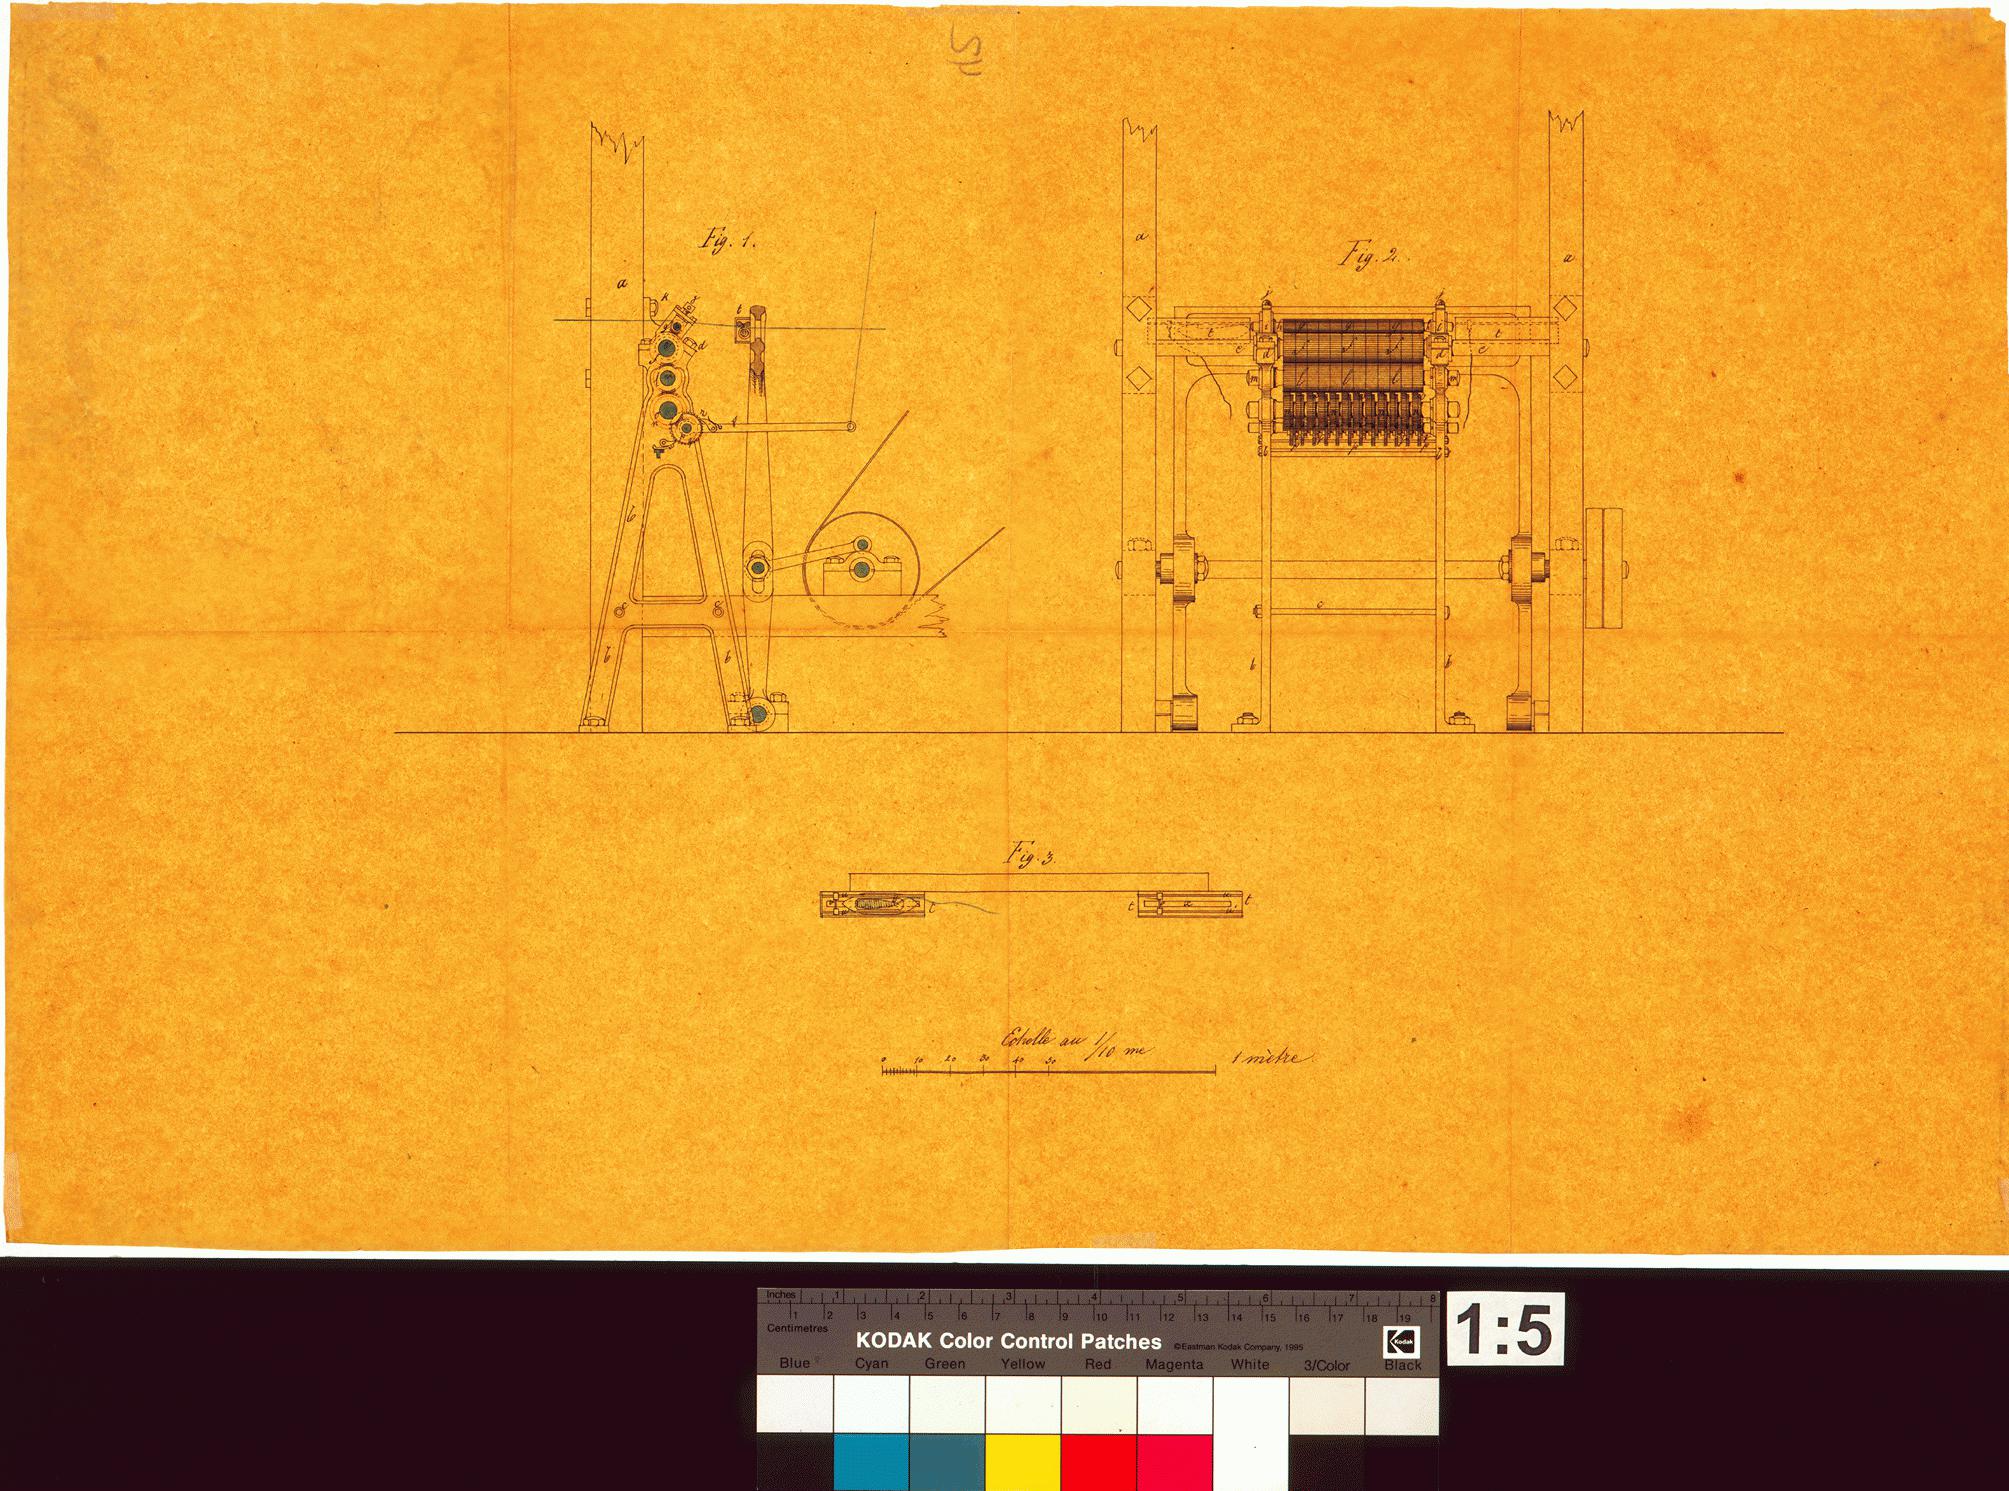 Fig. 1.
Fig. 2.
a
a
a
k
t
d
b
b
b
c
c
t
t
c
c
d
d
m
m
e
b
b
Fig. 3.
t
t
t
Echelle au 1/10 me
0 10 20 30 40 50
1 mètre.
Inches 1 2 3 4 5 6 7 8
1 2 3 4 5 6 7 8 9 10 11 12 13 14 15 16 17 18 19
Centimetres
KODAK Color Control Patches ©Eastman Kodak Company, 1995 Kodak
Blue Cyan Green Yellow Red Magenta White 3/Color Black
1:5